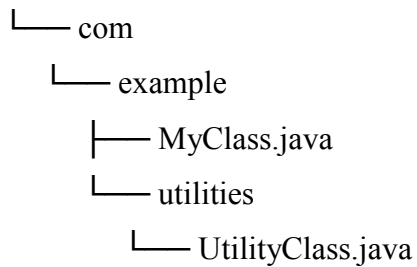 └── com
└── example
├── MyClass.java
└── utilities
└── UtilityClass.java